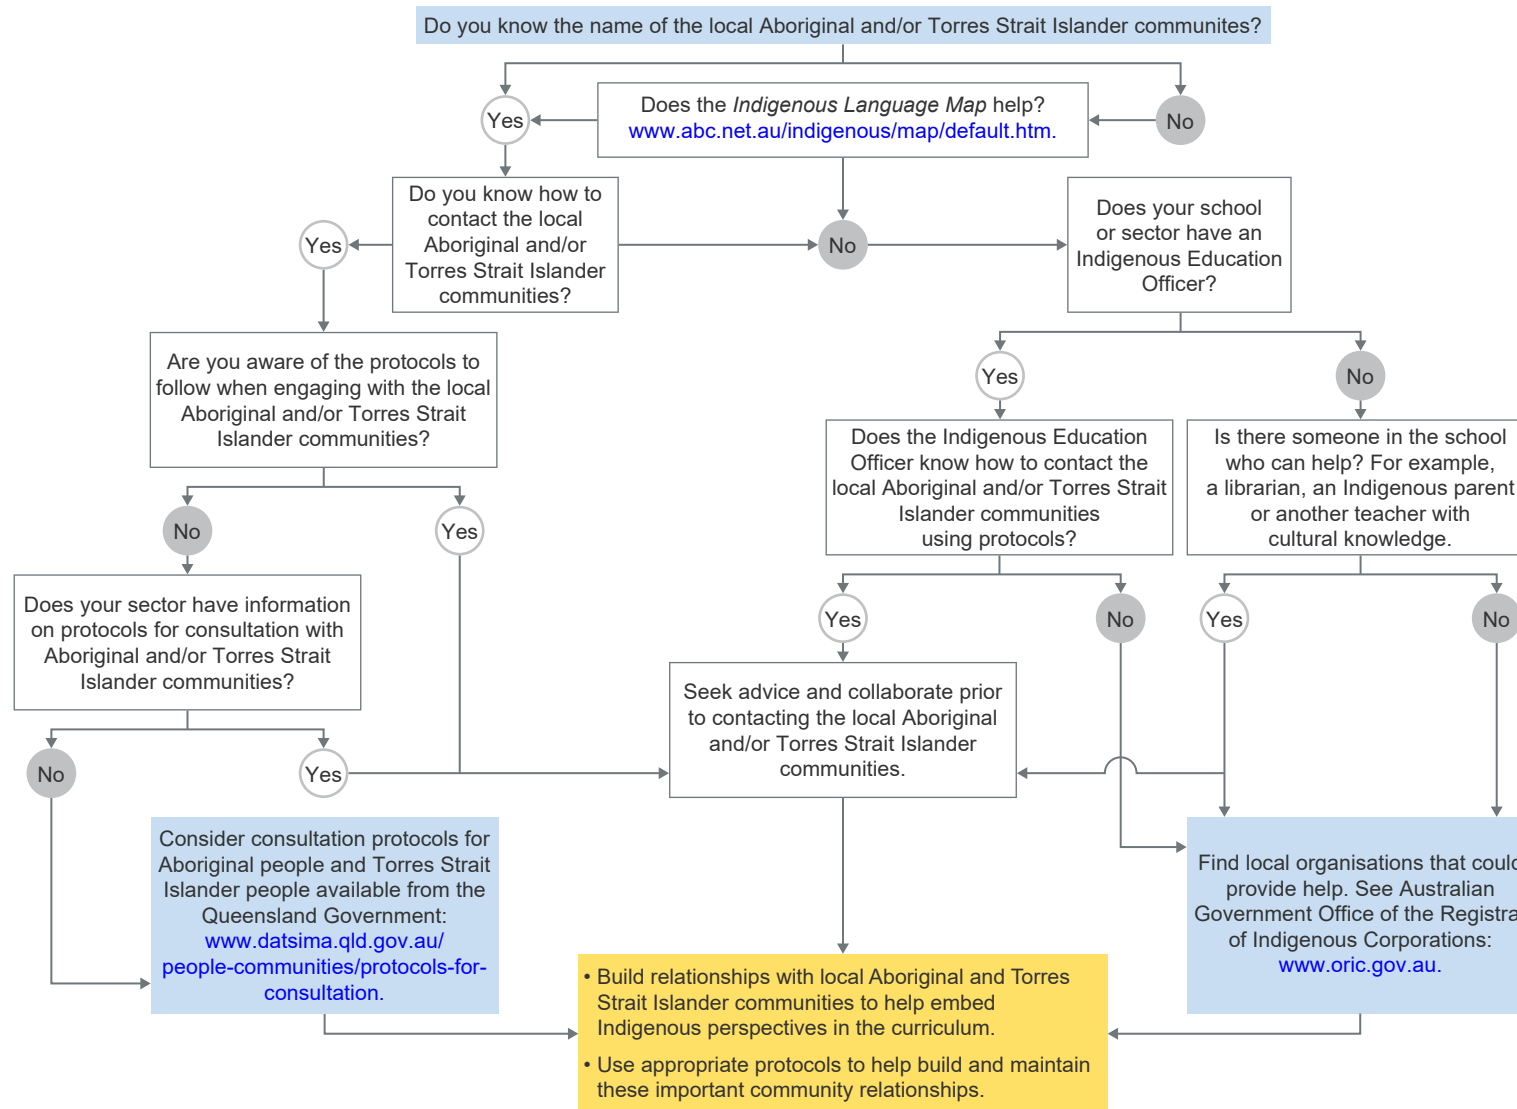 Do you know the name of the local Aboriginal and/or Torres Strait Islander communites?
Does the Indigenous Language Map help?
www.abc.net.au/indigenous/map/default.htm.
Yes
No
Do you know how to
contact the local
Aboriginal and/or
Torres Strait Islander
communities?
Yes
No
Does your school
or sector have an
Indigenous Education
Officer?
Are you aware of the protocols to
follow when engaging with the local
Aboriginal and/or Torres Strait
Islander communities?
Yes
No
Does the Indigenous Education
Officer know how to contact the
local Aboriginal and/or Torres Strait
Islander communities
using protocols?
Is there someone in the school
who can help? For example,
a librarian, an Indigenous parent
or another teacher with
cultural knowledge.
No
Yes
Does your sector have information
on protocols for consultation with
Aboriginal and/or Torres Strait
Islander communities?
Yes
No
Yes
No
Seek advice and collaborate prior
to contacting the local Aboriginal
and/or Torres Strait Islander
communities.
No
Yes
Consider consultation protocols for
Aboriginal people and Torres Strait
Islander people available from the
Queensland Government:
www.datsima.qld.gov.au/
people-communities/protocols-for-
consultation.
Find local organisations that could
provide help. See Australian
Government Office of the Registra
of Indigenous Corporations:
www.oric.gov.au.
• Build relationships with local Aboriginal and Torres
Strait Islander communities to help embed
Indigenous perspectives in the curriculum.
• Use appropriate protocols to help build and maintain
these important community relationships.